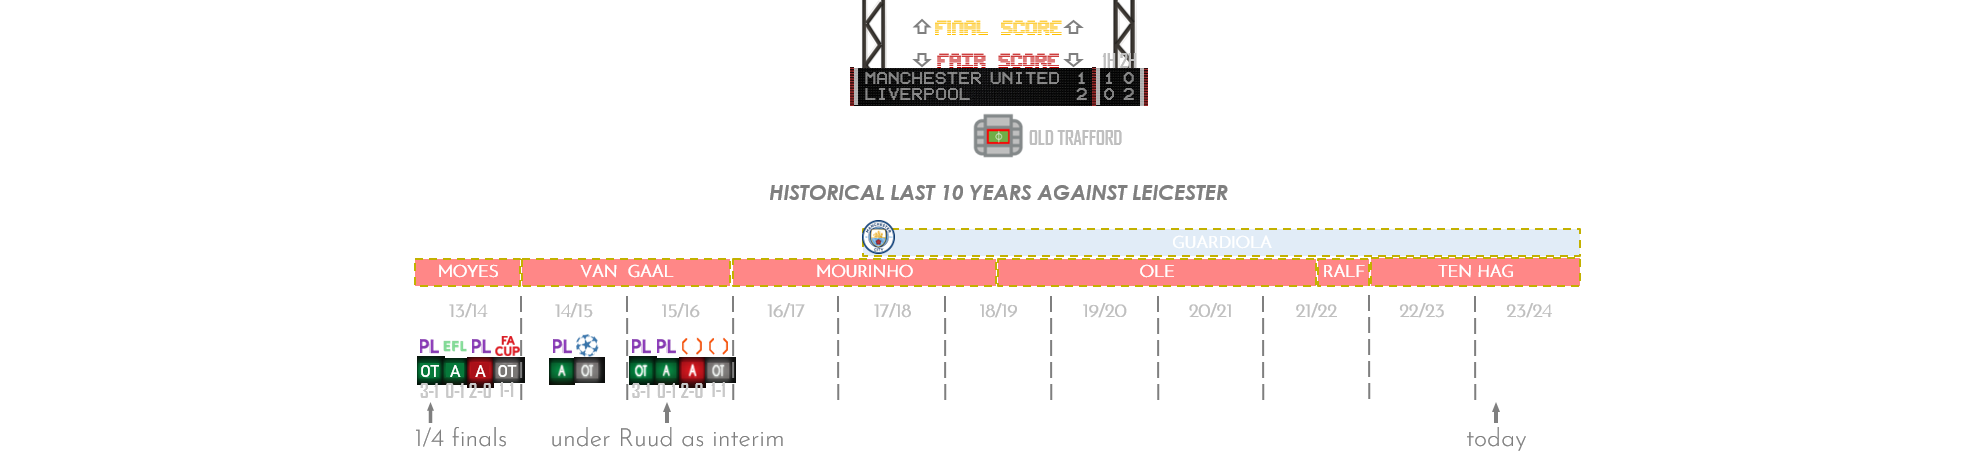 FINAL SCORE
FAIR SCORE 1H 2H
MANCHESTER UNITED 1 1 0
LIVERPOOL 2 0 2
OLD TRAFFORD
HISTORICAL LAST 10 YEARS AGAINST LEICESTER
GUARDIOLA
MOYES VAN GAAL MOURINHO OLE RALF TEN HAG
13/14 14/15 15/16 16/17 17/18 18/19 19/20 20/21 21/22 22/23 23/24
PL EFL PL FA CUP PL PL PL
OT A A OT A OT OT A A OT
3-1 0-1 2-0 1-1 3-1 0-1 2-0 1-1
1/4 finals under Ruud as interim today